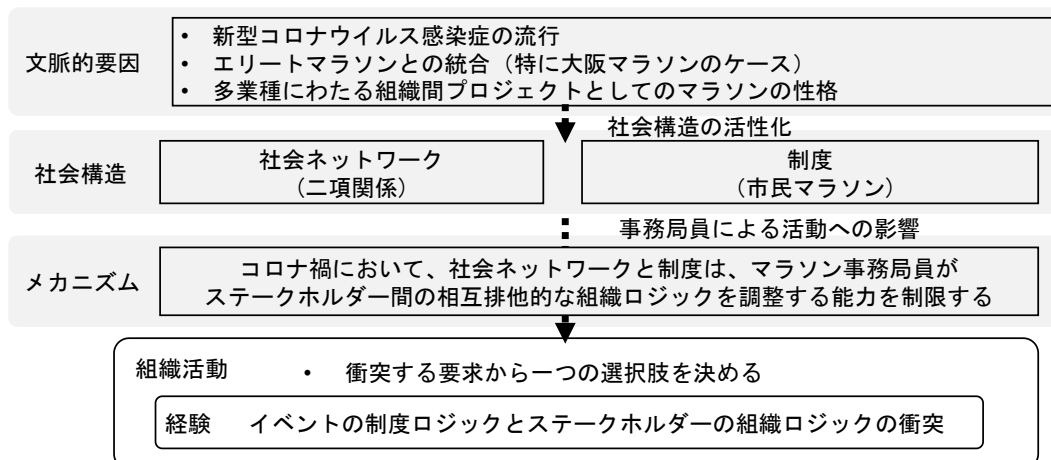 文脈的要因
• 新型コロナウイルス感染症の流行
• エリートマラソンとの統合（特に大阪マラソンのケース）
• 多業種にわたる組織間プロジェクトとしてのマラソンの性格
社会構造の活性化
社会構造
社会ネットワーク
（二項関係）
制度
（市民マラソン）
事務局員による活動への影響
メカニズム
コロナ禍において、社会ネットワークと制度は、マラソン事務局員が
ステークホルダー間の相互排他的な組織ロジックを調整する能力を制限する
組織活動 • 衝突する要求から一つの選択肢を決める
経験 イベントの制度ロジックとステークホルダーの組織ロジックの衝突